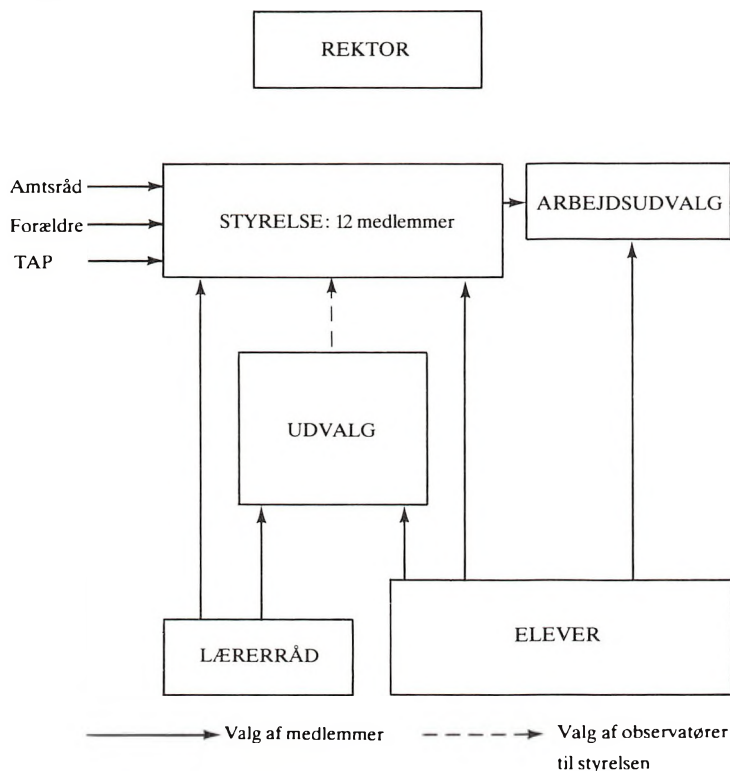 REKTOR
Amtsråd
Forældre
TAP
STYRELSE: 12 medlemmer
ARBEJDSUDVALG
UDVALG
LÆRERRÅD
ELEVER
Valg af medlemmer
Valg af observatører
til styrelsen